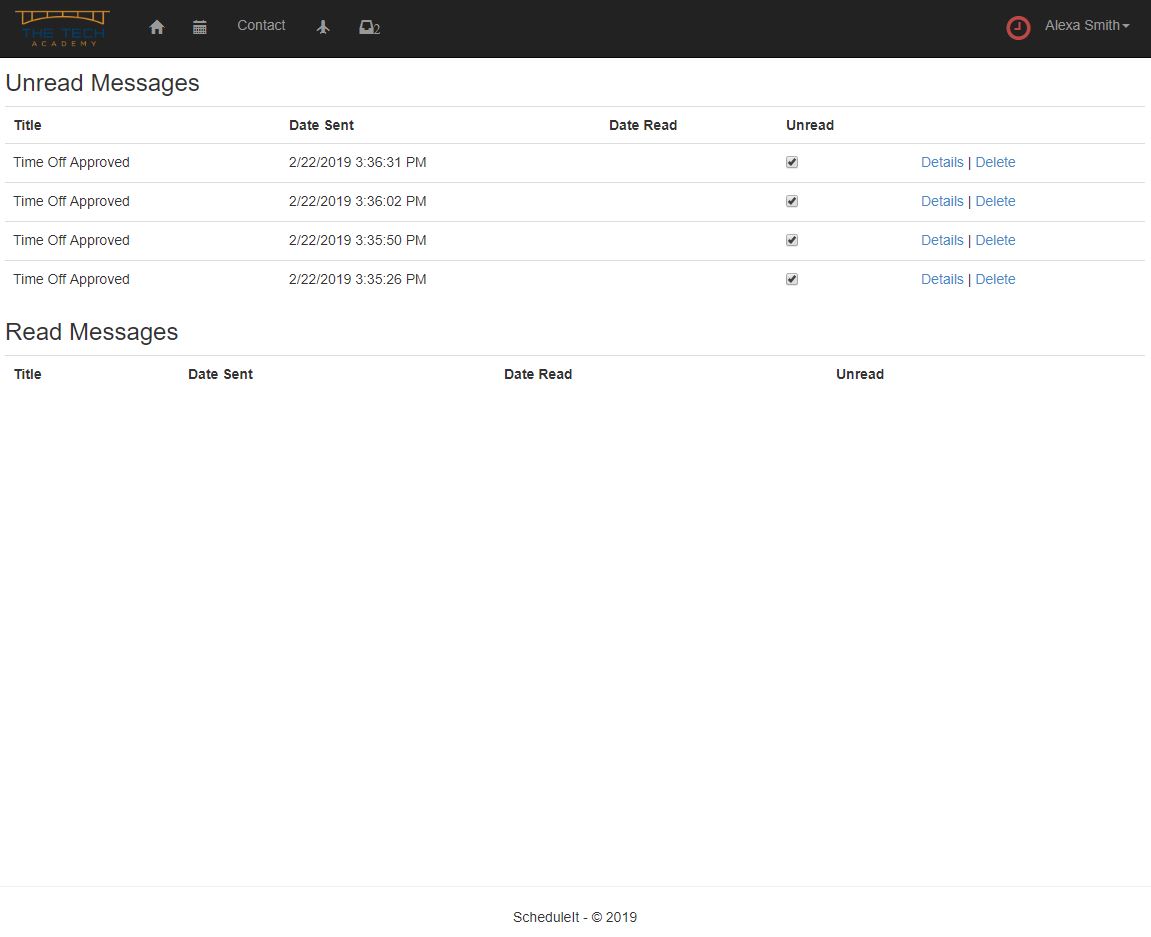 THE TECH
ACADEMY
Contact
2
Alexa Smith
Unread Messages
Title Date Sent Date Read Unread
Time Off Approved 2/22/2019 3:36:31 PM Details | Delete
Time Off Approved 2/22/2019 3:36:02 PM Details | Delete
Time Off Approved 2/22/2019 3:35:50 PM Details | Delete
Time Off Approved 2/22/2019 3:35:26 PM Details | Delete
Read Messages
Title Date Sent Date Read Unread
ScheduleIt - © 2019